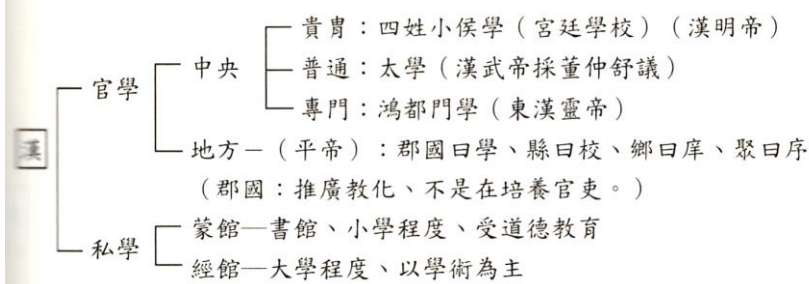 貴冑：四姓小侯學（宮廷學校）（漢明帝）
中央
普通：太學（漢武帝採董仲舒議）
官學
專門：鴻都門學（東漢靈帝）
漢
地方－（平帝）：郡國曰學、縣曰校、鄉曰庠、聚曰序
（郡國：推廣教化、不是在培養官吏。）
蒙館—書館、小學程度、受道德教育
私學
經館—大學程度、以學術為主